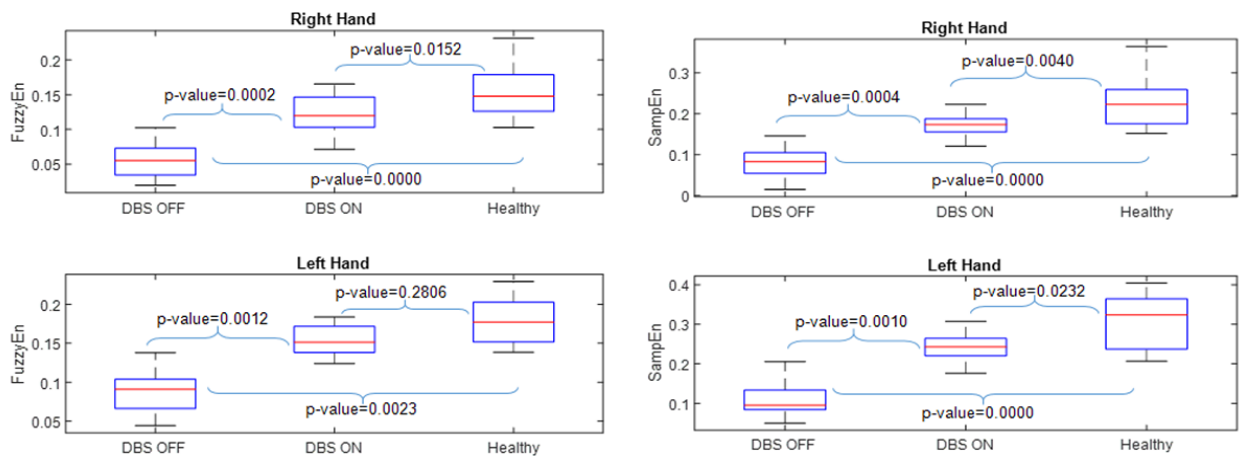 Right Hand
p-value=0.0152
p-value=0.0002
p-value=0.0000
FuzzyEn
0.2
0.15
0.1
0.05
DBS OFF DBS ON Healthy
Right Hand
p-value=0.0040
p-value=0.0004
p-value=0.0000
SampEn
0.3
0.2
0.1
0
DBS OFF DBS ON Healthy
Left Hand
p-value=0.2806
p-value=0.0012
p-value=0.0023
FuzzyEn
0.2
0.15
0.1
0.05
DBS OFF DBS ON Healthy
Left Hand
p-value=0.0232
p-value=0.0010
p-value=0.0000
SampEn
0.4
0.3
0.2
0.1
DBS OFF DBS ON Healthy